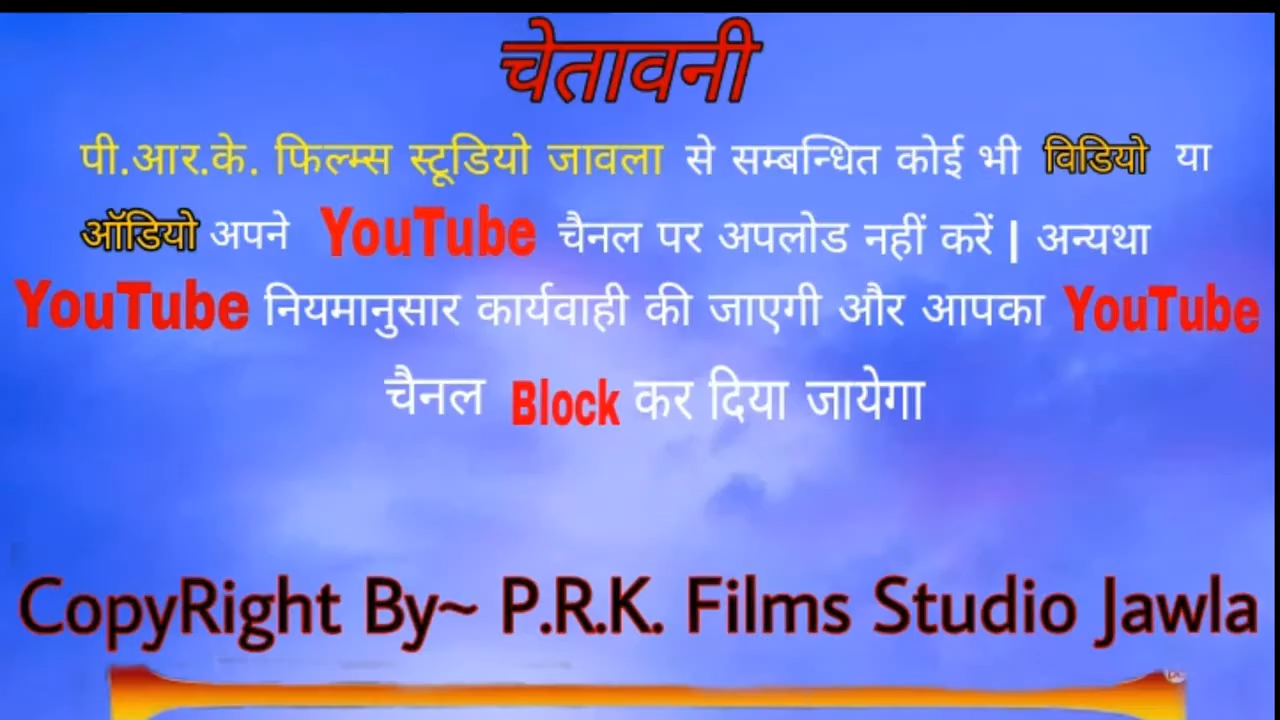 चेतावनी
पी.आर.के. फिल्म्स स्टूडियो जावला से सम्बन्धित कोई भी विडियो या
ऑडियो अपने YouTube चैनल पर अपलोड नहीं करें | अन्यथा
YouTube नियमानुसार कार्यवाही की जाएगी और आपका YouTube
चैनल Block कर दिया जायेगा
CopyRight By~ P.R.K. Films Studio Jawla